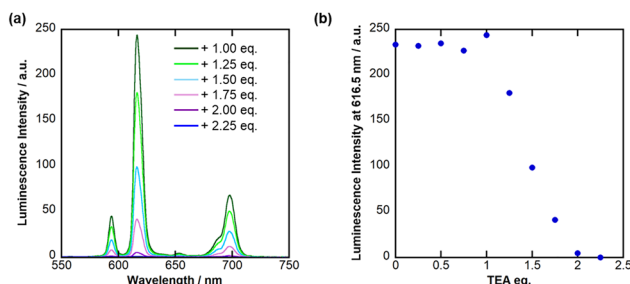 (a)
Luminescence Intensity / a.u.
250
200
150
100
50
0
+ 1.00 eq.
+ 1.25 eq.
+ 1.50 eq.
+ 1.75 eq.
+ 2.00 eq.
+ 2.25 eq.
550
600
650
700
750
Wavelength / nm
(b)
Luminescence Intensity at 616.5 nm / a.u.
250
200
150
100
50
0
0
0.5
1
1.5
2
2.5
TEA eq.